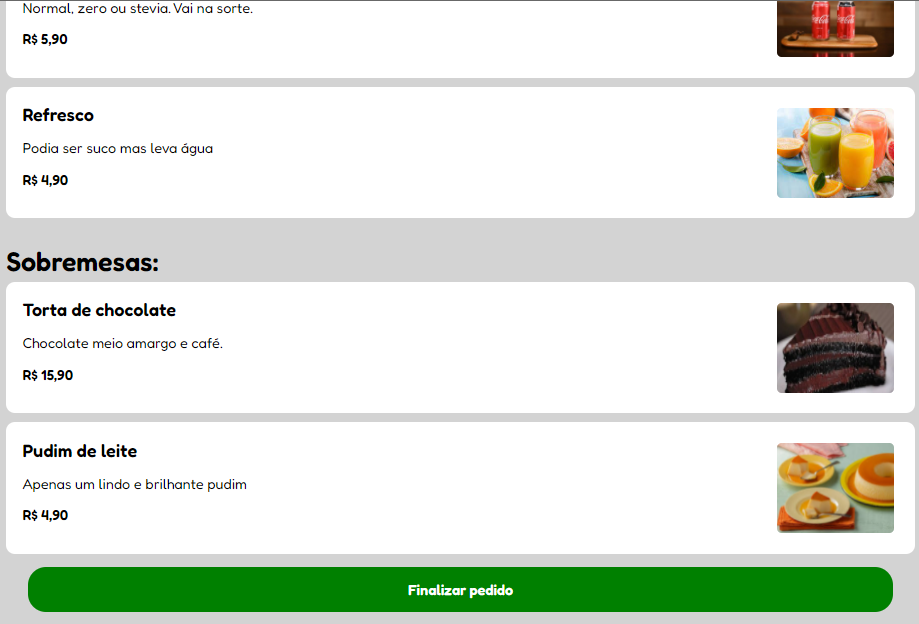 Normal, zero ou stevia. Vai na sorte.
R$ 5,90
Refresco
Podia ser suco mas leva água
R$ 4,90
Sobremesas:
Torta de chocolate
Chocolate meio amargo e café.
R$ 15,90
Pudim de leite
Apenas um lindo e brilhante pudim
R$ 4,90
Finalizar pedido